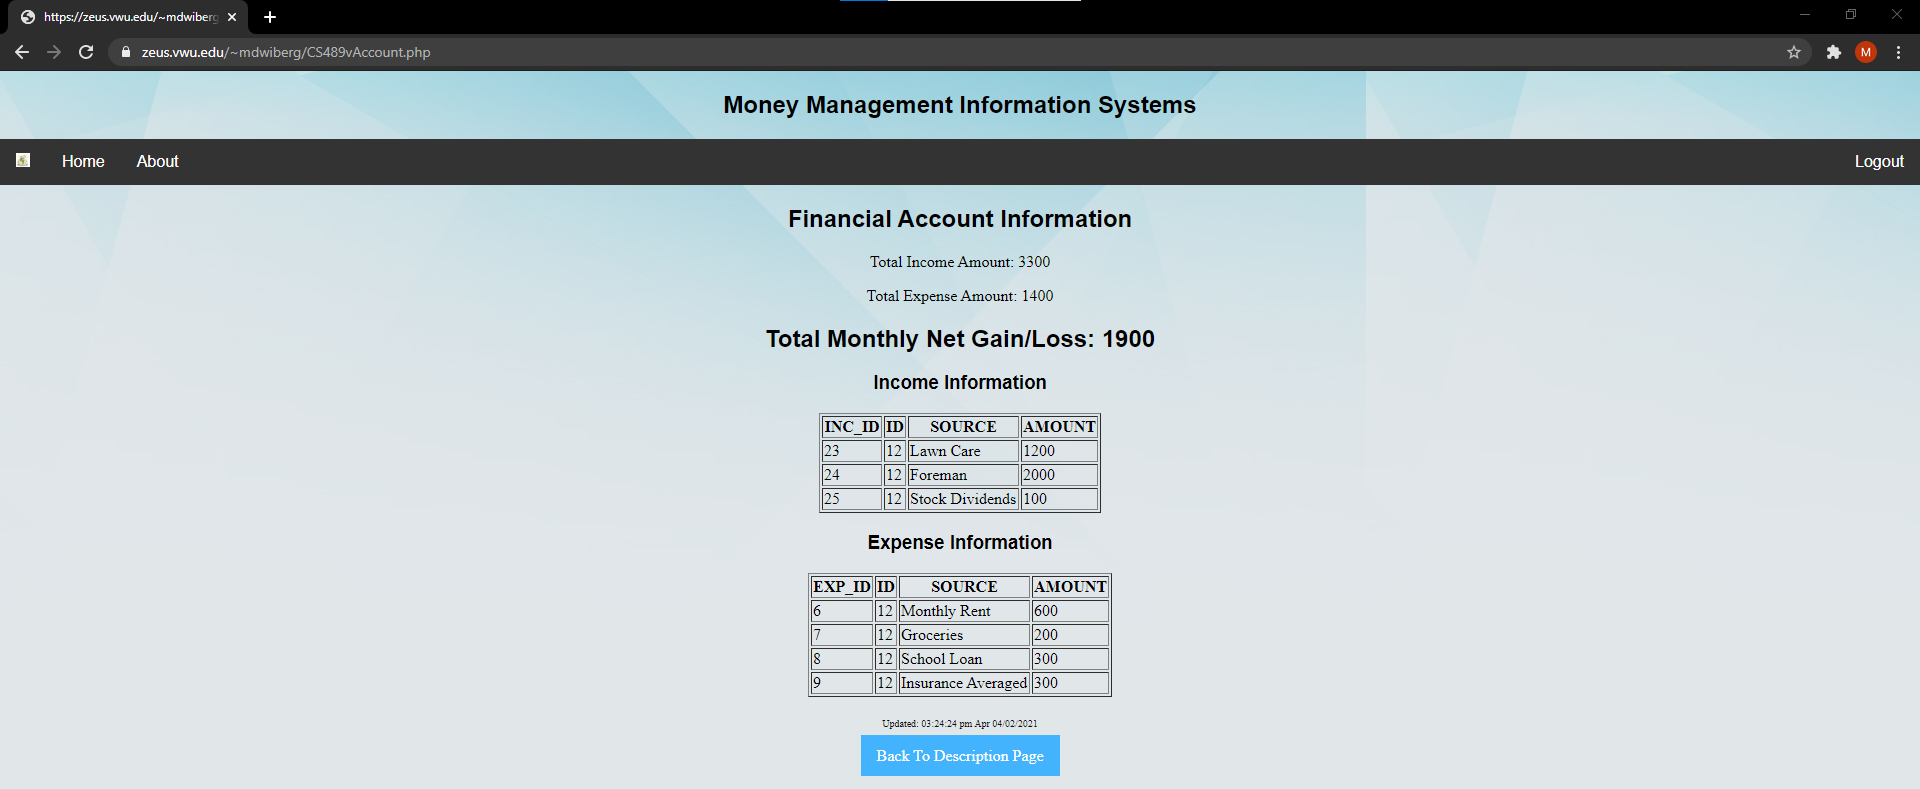 https://zeus.vwu.edu/~mdwiberg
zeus.vwu.edu/~mdwiberg/CS489vAccount.php
M
Money Management Information Systems
Home About Logout
Financial Account Information
Total Income Amount: 3300
Total Expense Amount: 1400
Total Monthly Net Gain/Loss: 1900
Income Information
INC_ID ID SOURCE AMOUNT
23 12 Lawn Care 1200
24 12 Foreman 2000
25 12 Stock Dividends 100
Expense Information
EXP_ID ID SOURCE AMOUNT
6 12 Monthly Rent 600
7 12 Groceries 200
8 12 School Loan 300
9 12 Insurance Averaged 300
Updated: 03:24:24 pm Apr 04/02/2021
Back To Description Page